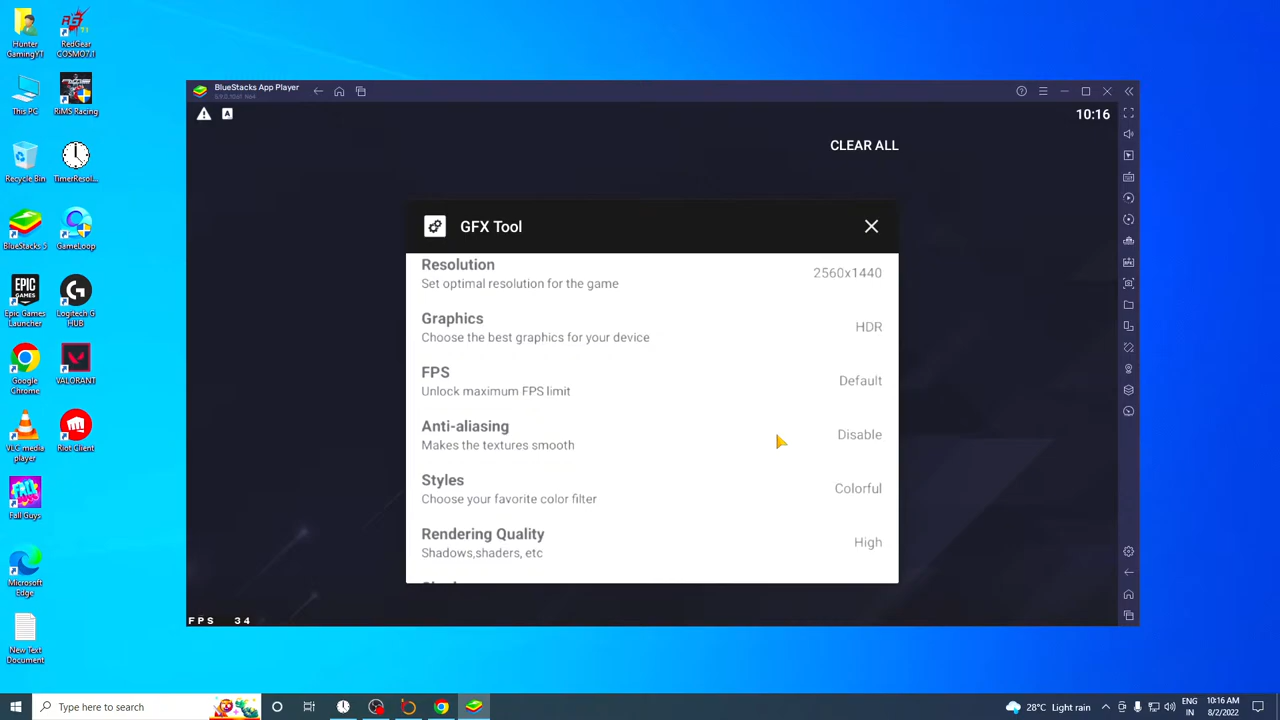 Hunter
GamingYT
RedGear
COSMO7.1
This PC
RiMS Racing
Recycle Bin
TimerResol...
BlueStacks 5
GameLoop
EPIC
GAMES
Epic Games
Launcher
Logitech G
HUB
Google
Chrome
VALORANT
VLC media
player
Riot Client
Fall Guys
Microsoft
Edge
New Text
Document
BlueStacks App Player
A
10:16
CLEAR ALL
GFX Tool
Resolution
Set optimal resolution for the game
2560x1440
Graphics
Choose the best graphics for your device
HDR
FPS
Unlock maximum FPS limit
Default
Anti-aliasing
Makes the textures smooth
Disable
Styles
Choose your favorite color filter
Colorful
Rendering Quality
Shadows,shaders, etc
High
FPS 34
Type here to search
28°C Light rain
ENG
IN
10:16 AM
8/2/2022